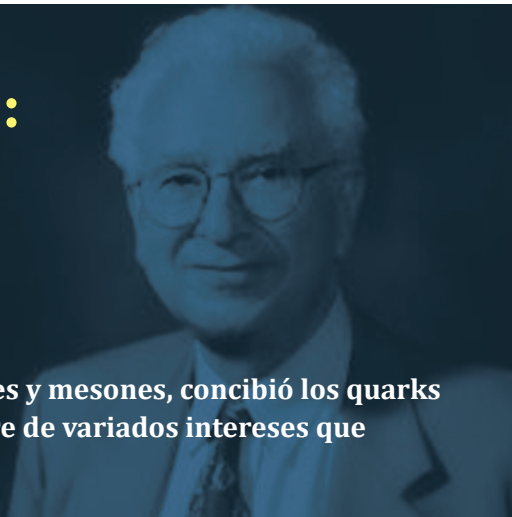 :
es y mesones, concibió los quarks
e de variados intereses que